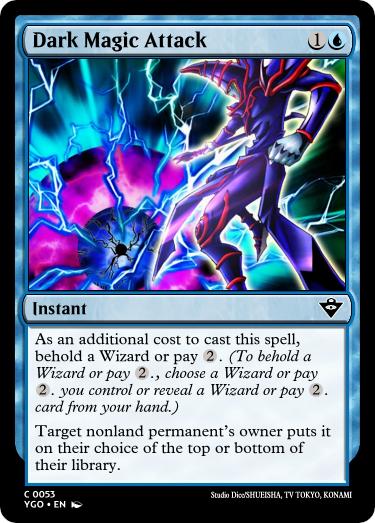 Dark Magic Attack 1
Instant
As an additional cost to cast this spell,
behold a Wizard or pay 2. (To behold a
Wizard or pay 2., choose a Wizard or pay
2. you control or reveal a Wizard or pay 2.
card from your hand.)
Target nonland permanent's owner puts it
on their choice of the top or bottom of
their library.
C 0053
YGO • EN
Studio Dice/SHUEISHA, TV TOKYO, KONAMI